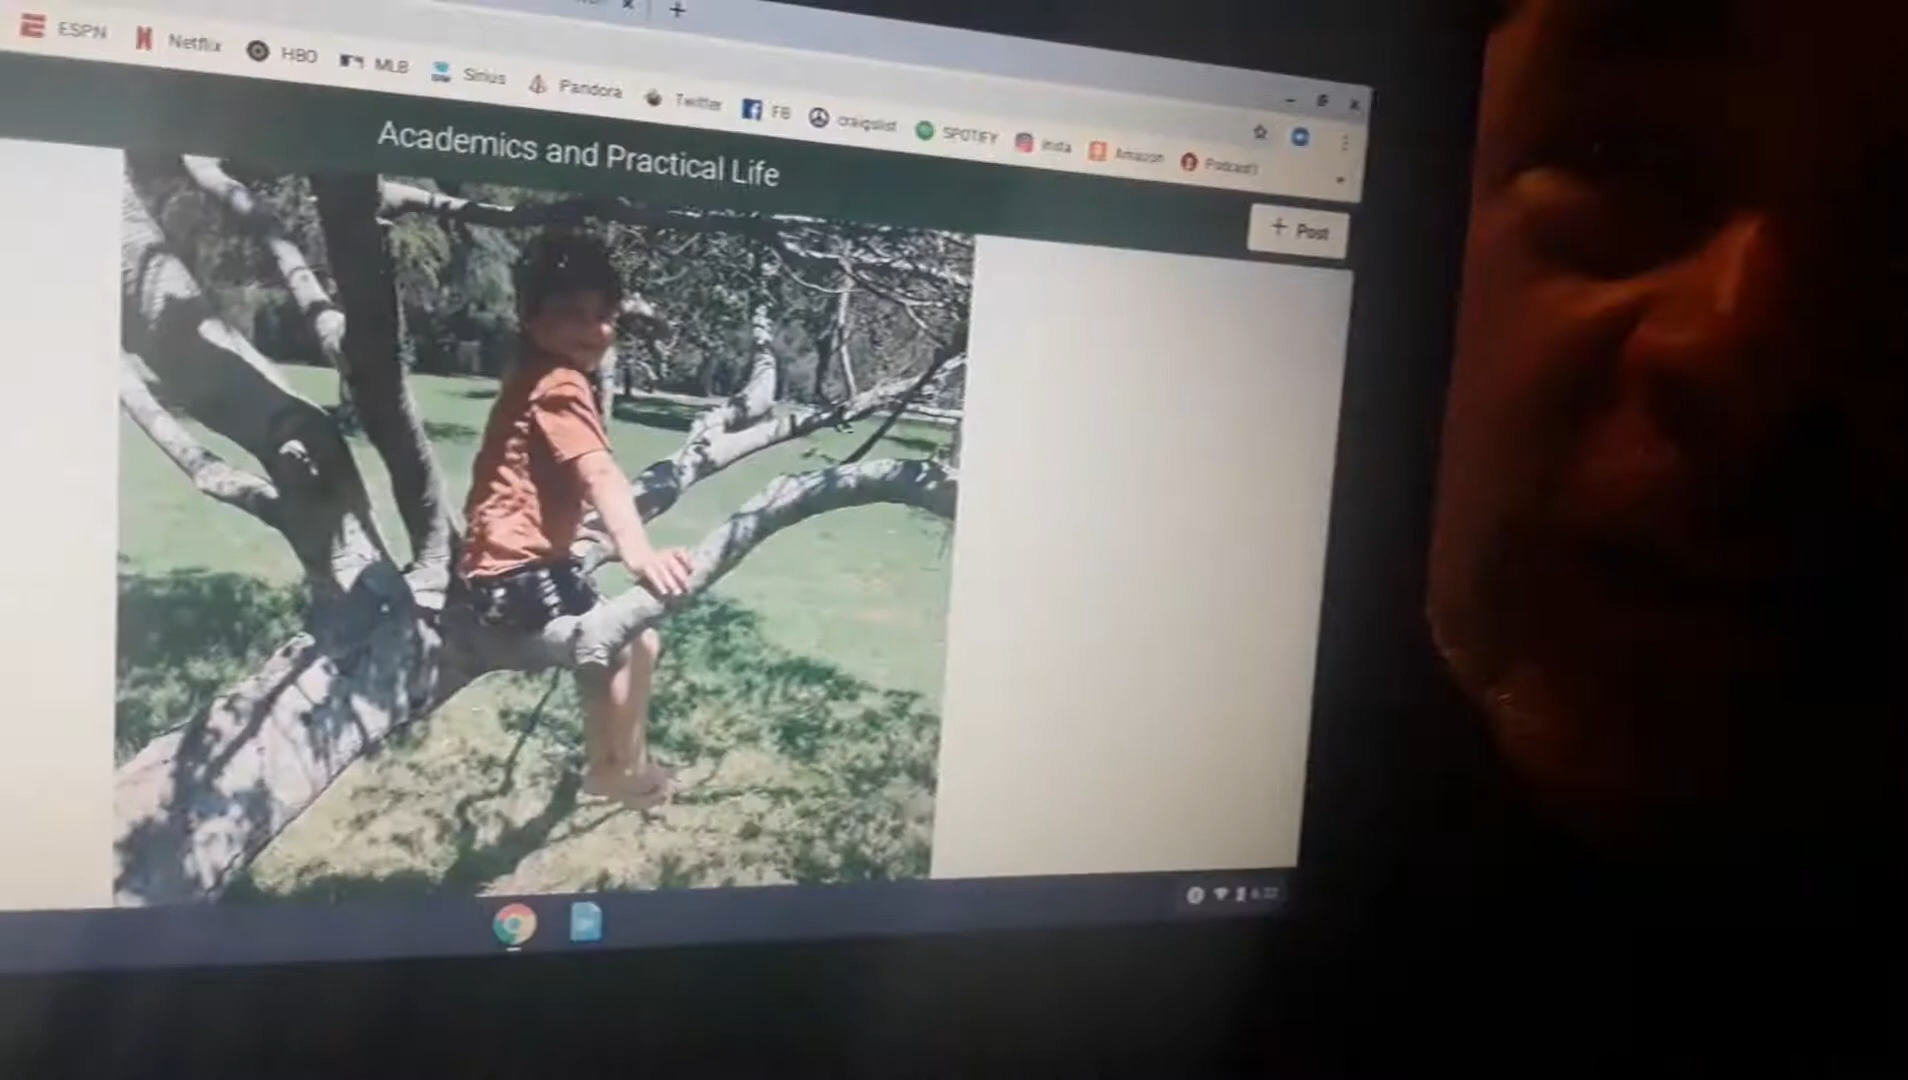 ESPN Netflix HBO MLB Sirius Pandora Twitter FB craigslist SPOTIFY Insta Amazon
Academics and Practical Life
+ Post